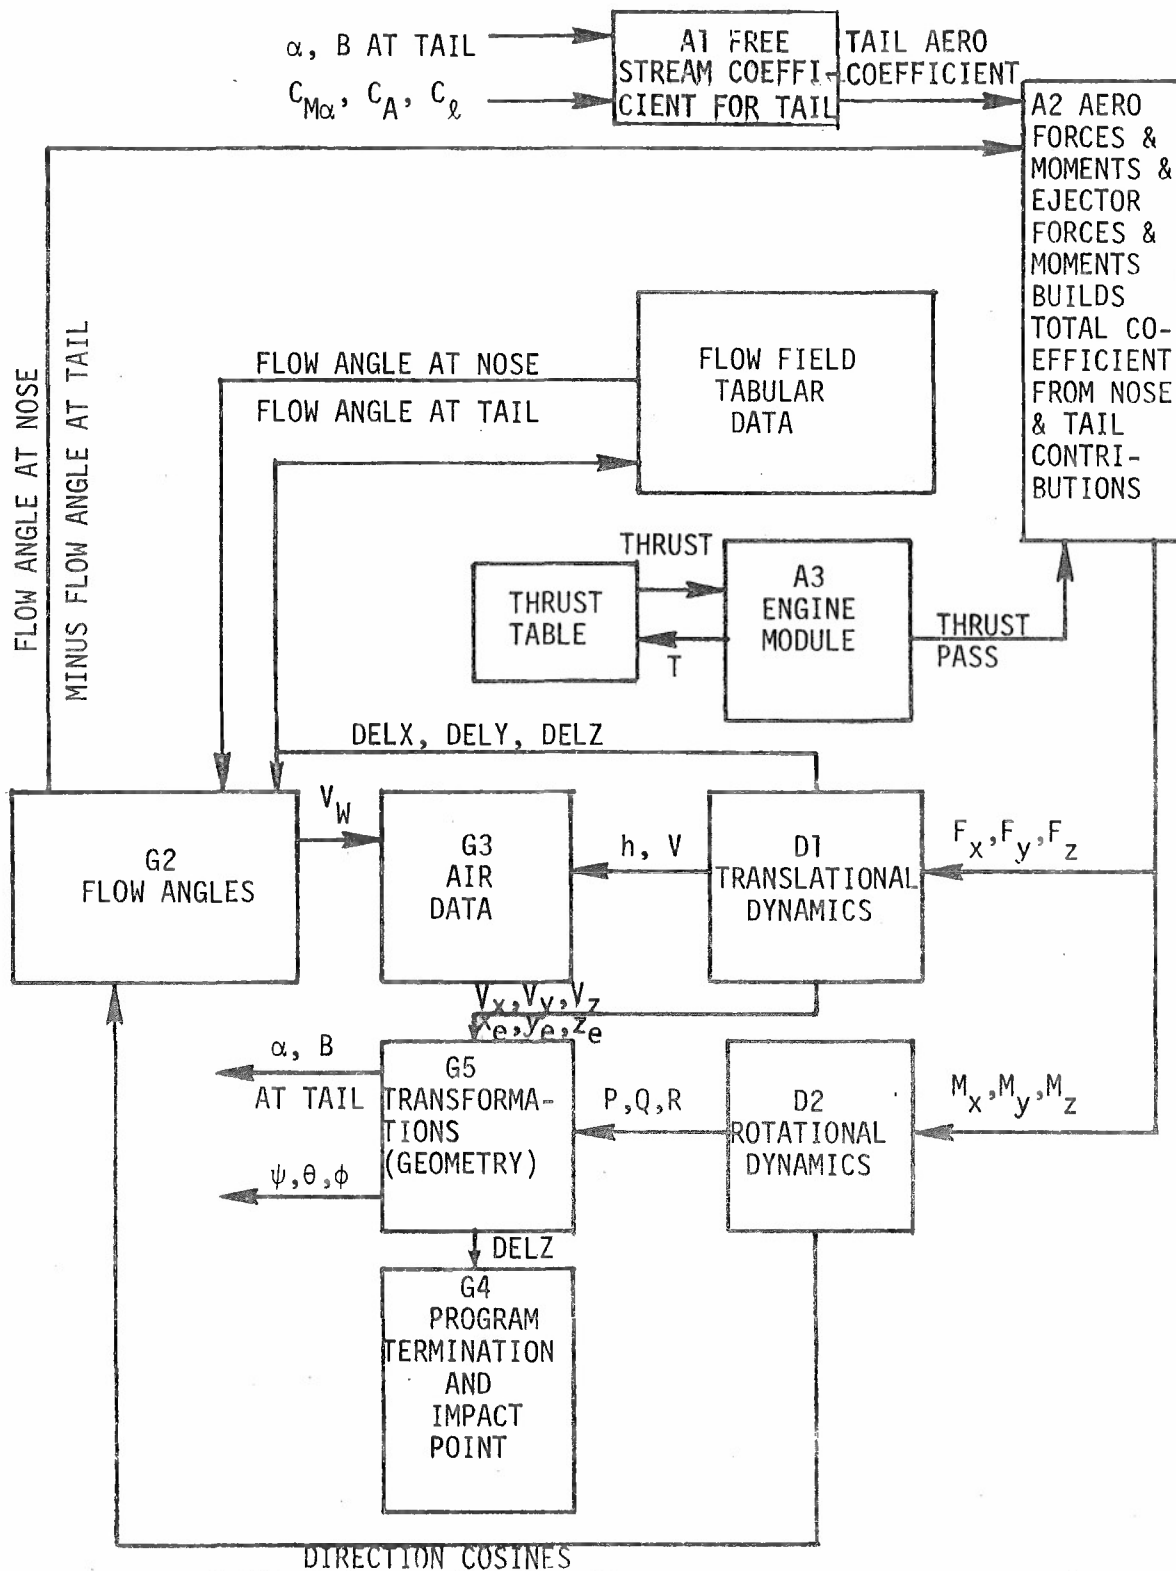 α, B AT TAIL
C_Mα, C_A, C_ℓ
A1 FREE
STREAM COEFFI-
CIENT FOR TAIL
TAIL AERO
COEFFICIENT
A2 AERO
FORCES &
MOMENTS &
EJECTOR
FORCES &
MOMENTS
BUILDS
TOTAL CO-
EFFICIENT
FROM NOSE
& TAIL
CONTRI-
BUTIONS
FLOW ANGLE AT NOSE
MINUS FLOW ANGLE AT TAIL
FLOW ANGLE AT NOSE
FLOW ANGLE AT TAIL
FLOW FIELD
TABULAR
DATA
THRUST
THRUST
TABLE
T
A3
ENGINE
MODULE
THRUST
PASS
DELX, DELY, DELZ
G2
FLOW ANGLES
V_W
G3
AIR
DATA
h, V
D1
TRANSLATIONAL
DYNAMICS
F_x,F_y,F_z
V_x,V_y,V_z
x_e,y_e,z_e
α, B
AT TAIL
ψ,θ,ϕ
G5
TRANSFORMA-
TIONS
(GEOMETRY)
P,Q,R
D2
ROTATIONAL
DYNAMICS
M_x,M_y,M_z
DELZ
G4
PROGRAM
TERMINATION
AND
IMPACT
POINT
DIRECTION COSINES